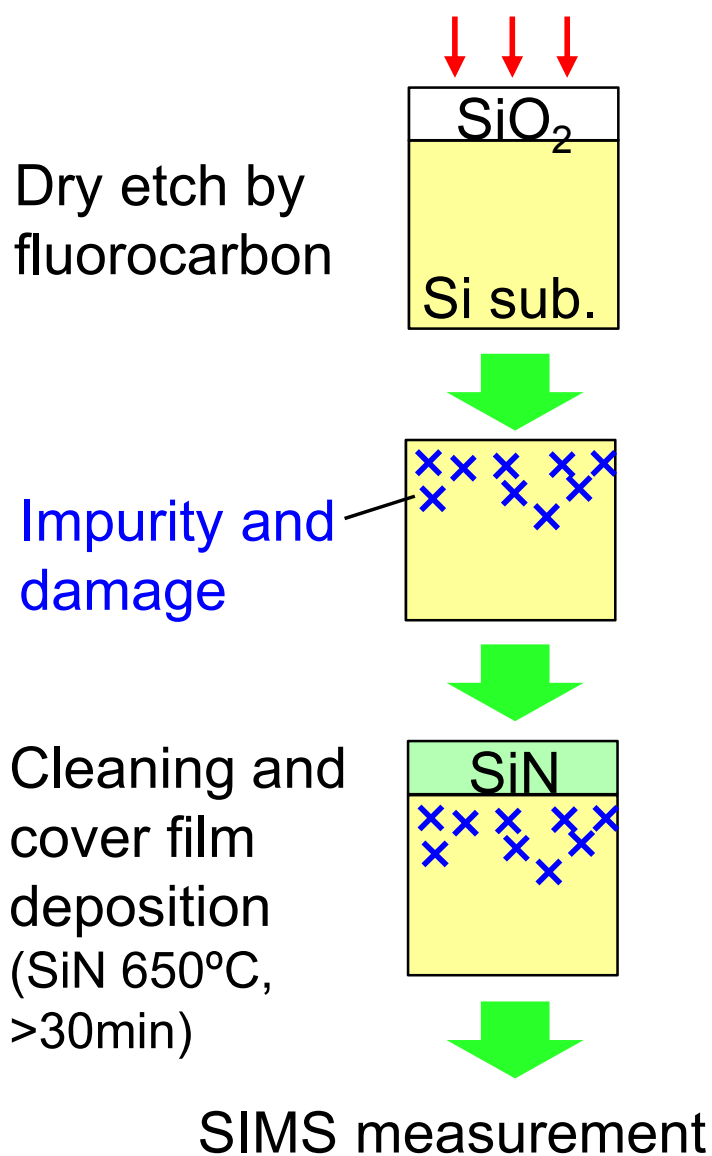 SiO₂
Dry etch by
fluorocarbon
Si sub.
Impurity and
damage
SiN
Cleaning and
cover film
deposition
(SiN 650ºC,
>30min)
SIMS measurement